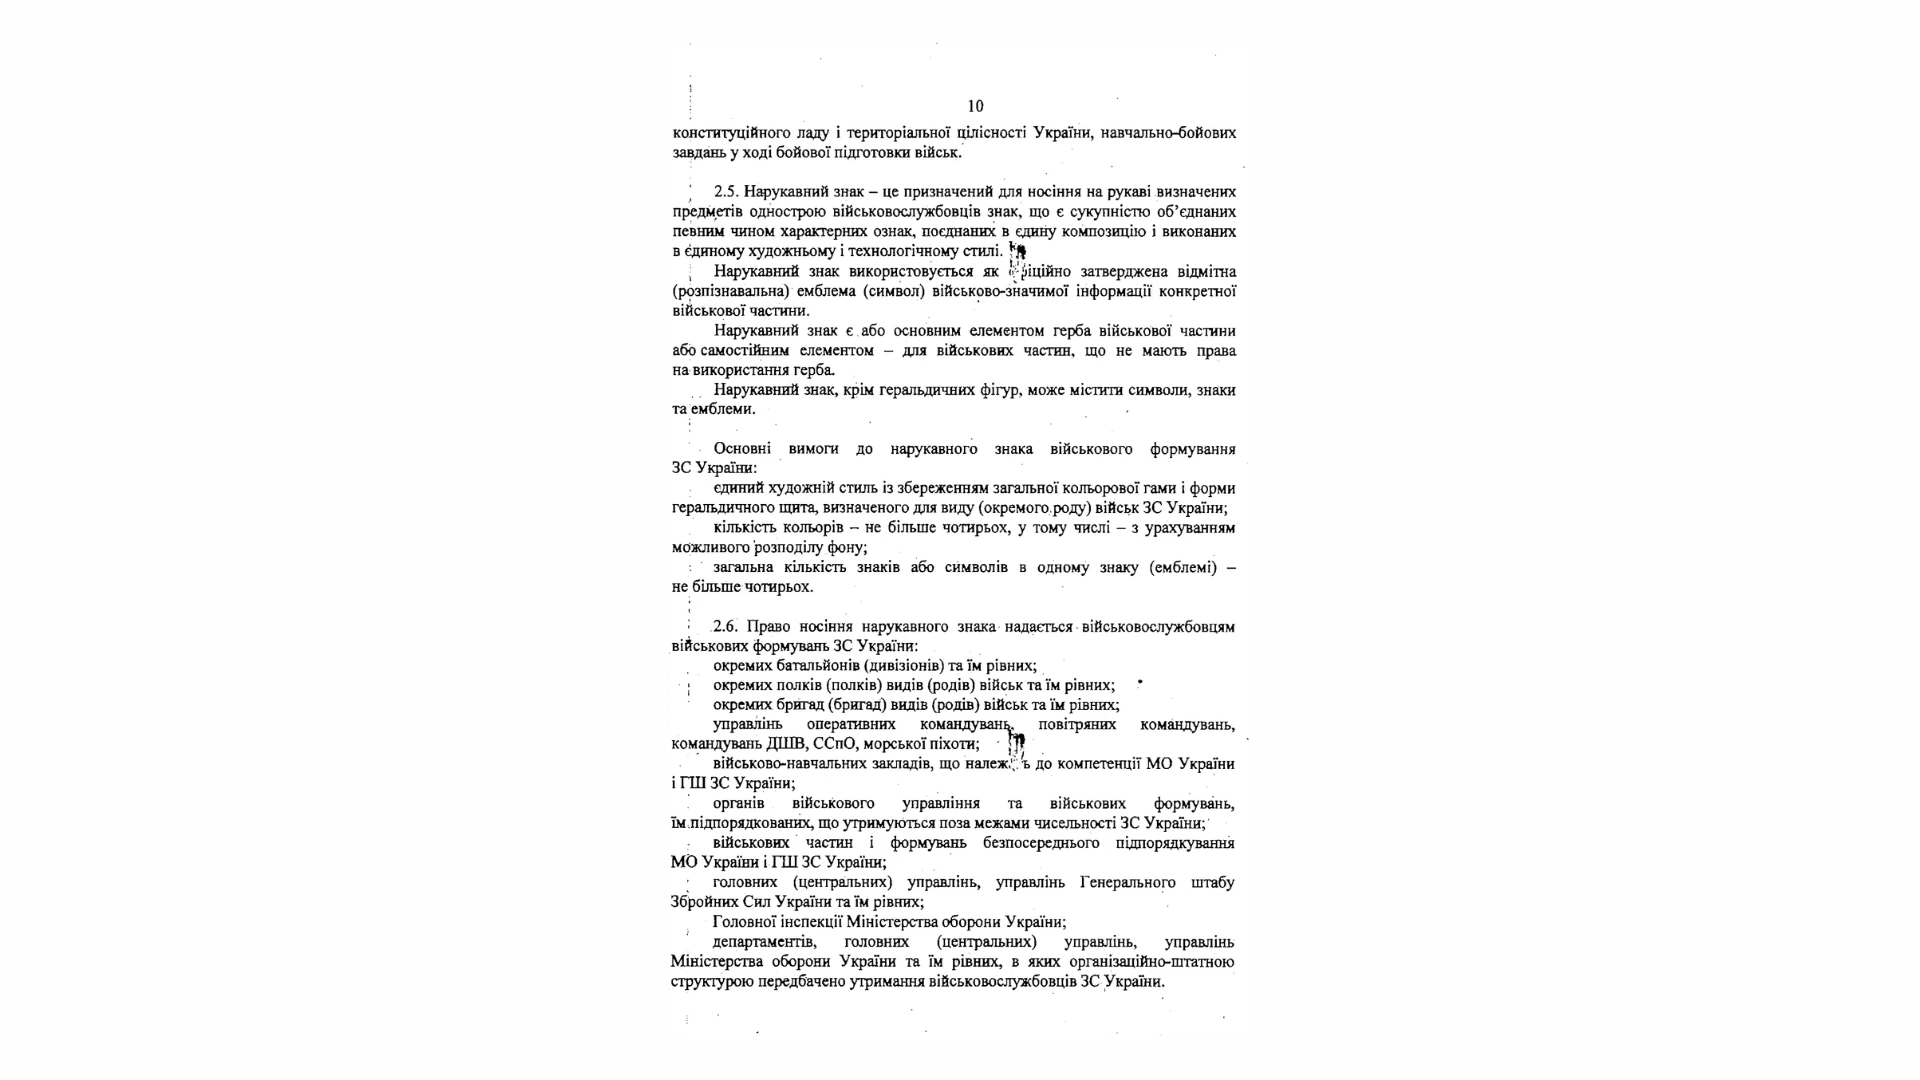 10
конституційного ладу і територіальної цілісності України, навчально-бойових
завдань у ході бойової підготовки військ.
2.5. Нарукавний знак – це призначений для носіння на рукаві визначених
предметів однострою військовослужбовців знак, що є сукупністю об’єднаних
певним чином характерних ознак, поєднаних в єдину композицію і виконаних
в єдиному художньому і технологічному стилі.
Нарукавний знак використовується як затверджена відмітна
(розпізнавальна) емблема (символ) військово-значимої інформації конкретної
військової частини.
Нарукавний знак є або основним елементом герба військової частини
або самостійним елементом – для військових частин, що не мають права
на використання герба.
Нарукавний знак, крім геральдичних фігур, може містити символи, знаки
та емблеми.
Основні вимоги до нарукавного знака військового формування
ЗС України:
єдиний художній стиль із збереженням загальної кольорової гами і форми
геральдичного щита, визначеного для виду (окремого роду) військ ЗС України;
кількість кольорів – не більше чотирьох, у тому числі – з урахуванням
можливого розподілу фону;
загальна кількість знаків або символів в одному знаку (емблемі) –
не більше чотирьох.
2.6. Право носіння нарукавного знака надається військовослужбовцям
військових формувань ЗС України:
окремих батальйонів (дивізіонів) та їм рівних;
окремих полків (полків) видів (родів) військ та їм рівних;
окремих бригад (бригад) видів (родів) військ та їм рівних;
управлінь оперативних командувань, повітряних командувань,
командувань ДШВ, ССпО, морської піхоти;
військово-навчальних закладів, що до компетенції МО України
і ГШ ЗС України;
органів військового управління та військових формувань,
їм підпорядкованих, що утримуються поза межами чисельності ЗС України;
військових частин і формувань безпосереднього підпорядкування
МО України і ГШ ЗС України;
головних (центральних) управлінь, управлінь Генерального штабу
Збройних Сил України та їм рівних;
Головної інспекції Міністерства оборони України;
департаментів, головних (центральних) управлінь, управлінь
Міністерства оборони України та їм рівних, в яких організаційно-штатною
структурою передбачено утримання військовослужбовців ЗС України.